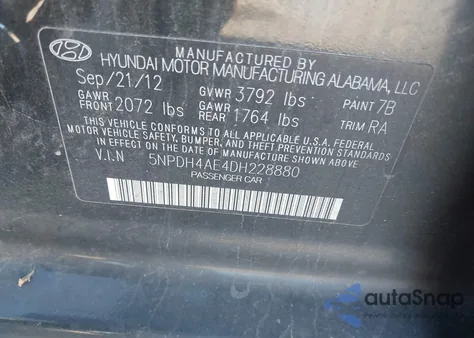 MANUFACTURED BY
HYUNDAI MOTOR MANUFACTURING ALABAMA, LLC
Sep/21/12 GVWR 3792 lbs PAINT 7B
GAWR FRONT 2072 lbs GAWR REAR 1764 lbs TRIM RA
THIS VEHICLE CONFORMS TO ALL APPLICABLE U.S.A. FEDERAL
MOTOR VEHICLE SAFETY, BUMPER, AND THEFT PREVENTION STANDARDS
IN EFFECT ON THE DATE OF MANUFACTURE SHOWN ABOVE.
V.I.N 5NPDH4AE4DH228880
PASSENGER CAR
autoSnap